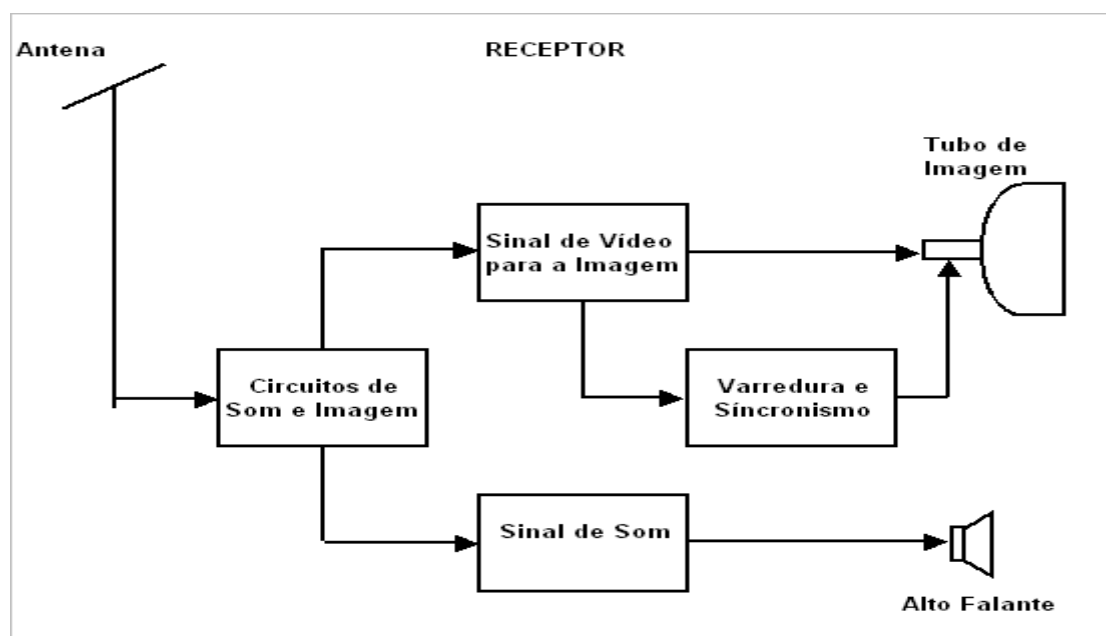 Antena
RECEPTOR
Tubo de
Imagem
Sinal de Vídeo
para a Imagem
Circuitos de
Som e Imagem
Varredura e
Síncronismo
Sinal de Som
Alto Falante